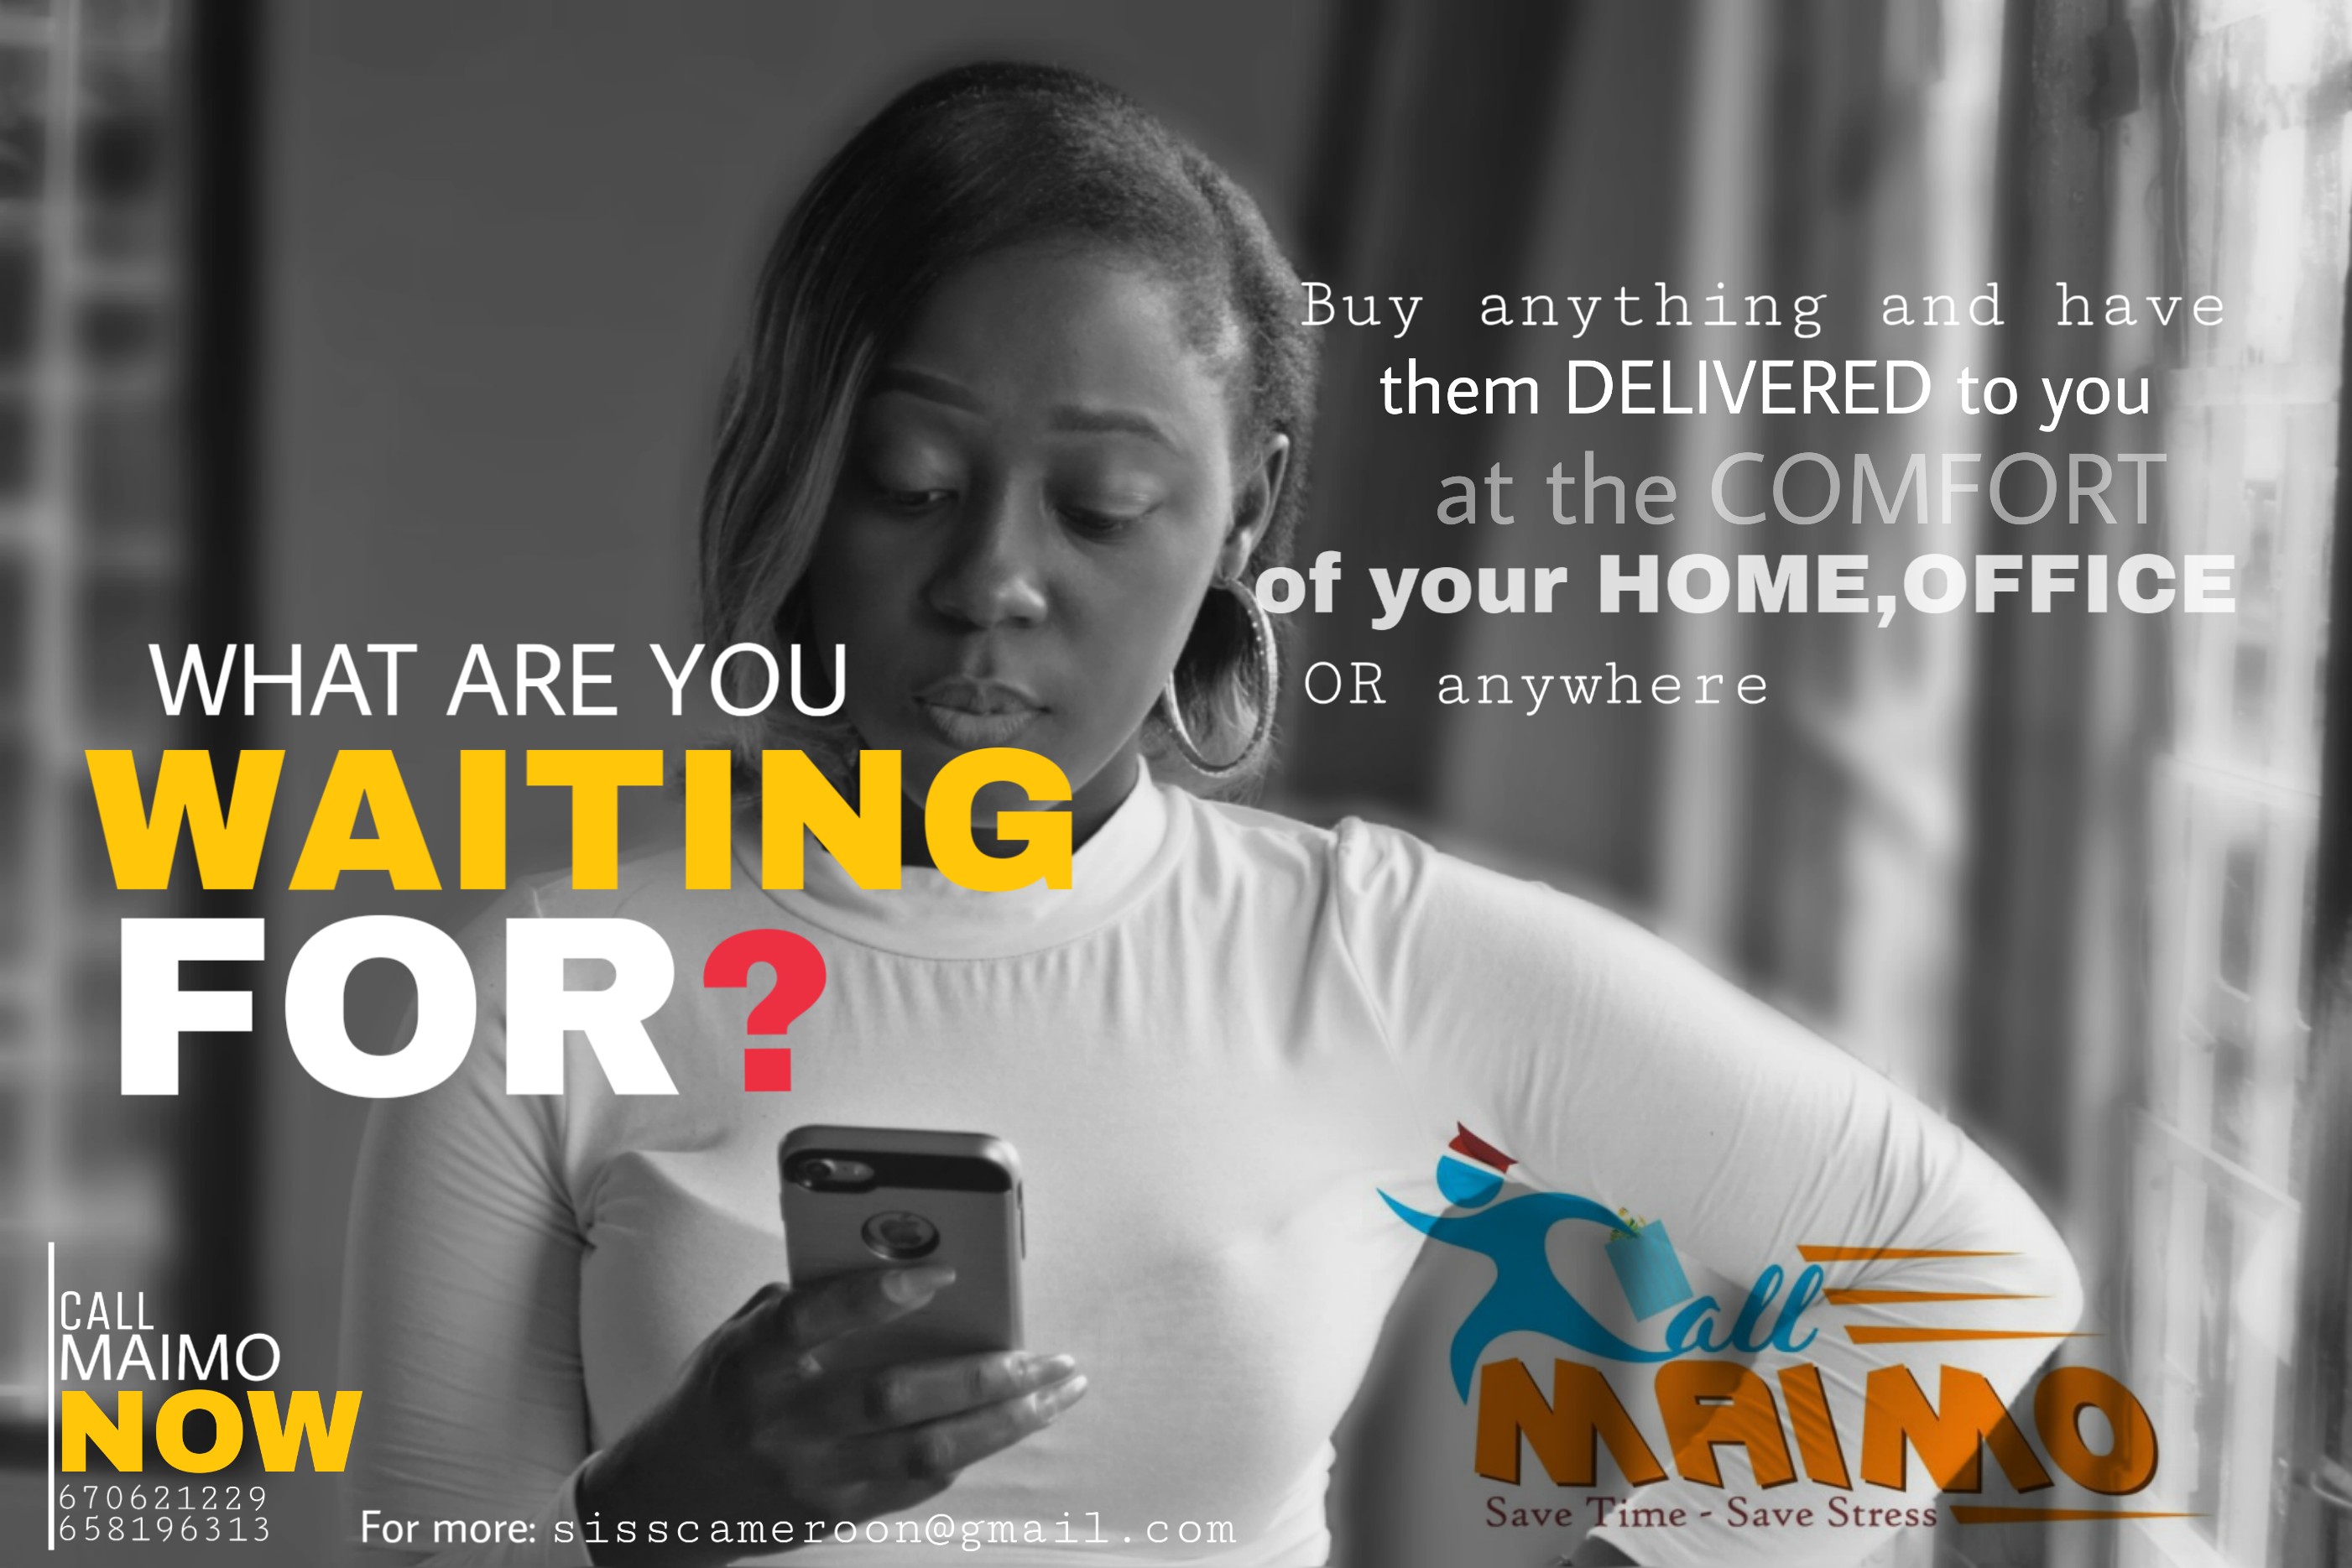 Buy anything and have
them DELIVERED to you
at the COMFORT
of your HOME,OFFICE
OR anywhere
WHAT ARE YOU
WAITING
FOR?
CALL
MAIMO
NOW
670621229
658196313
For more: sisscameroon@gmail.com
Call
MAIMO
Save Time - Save Stress